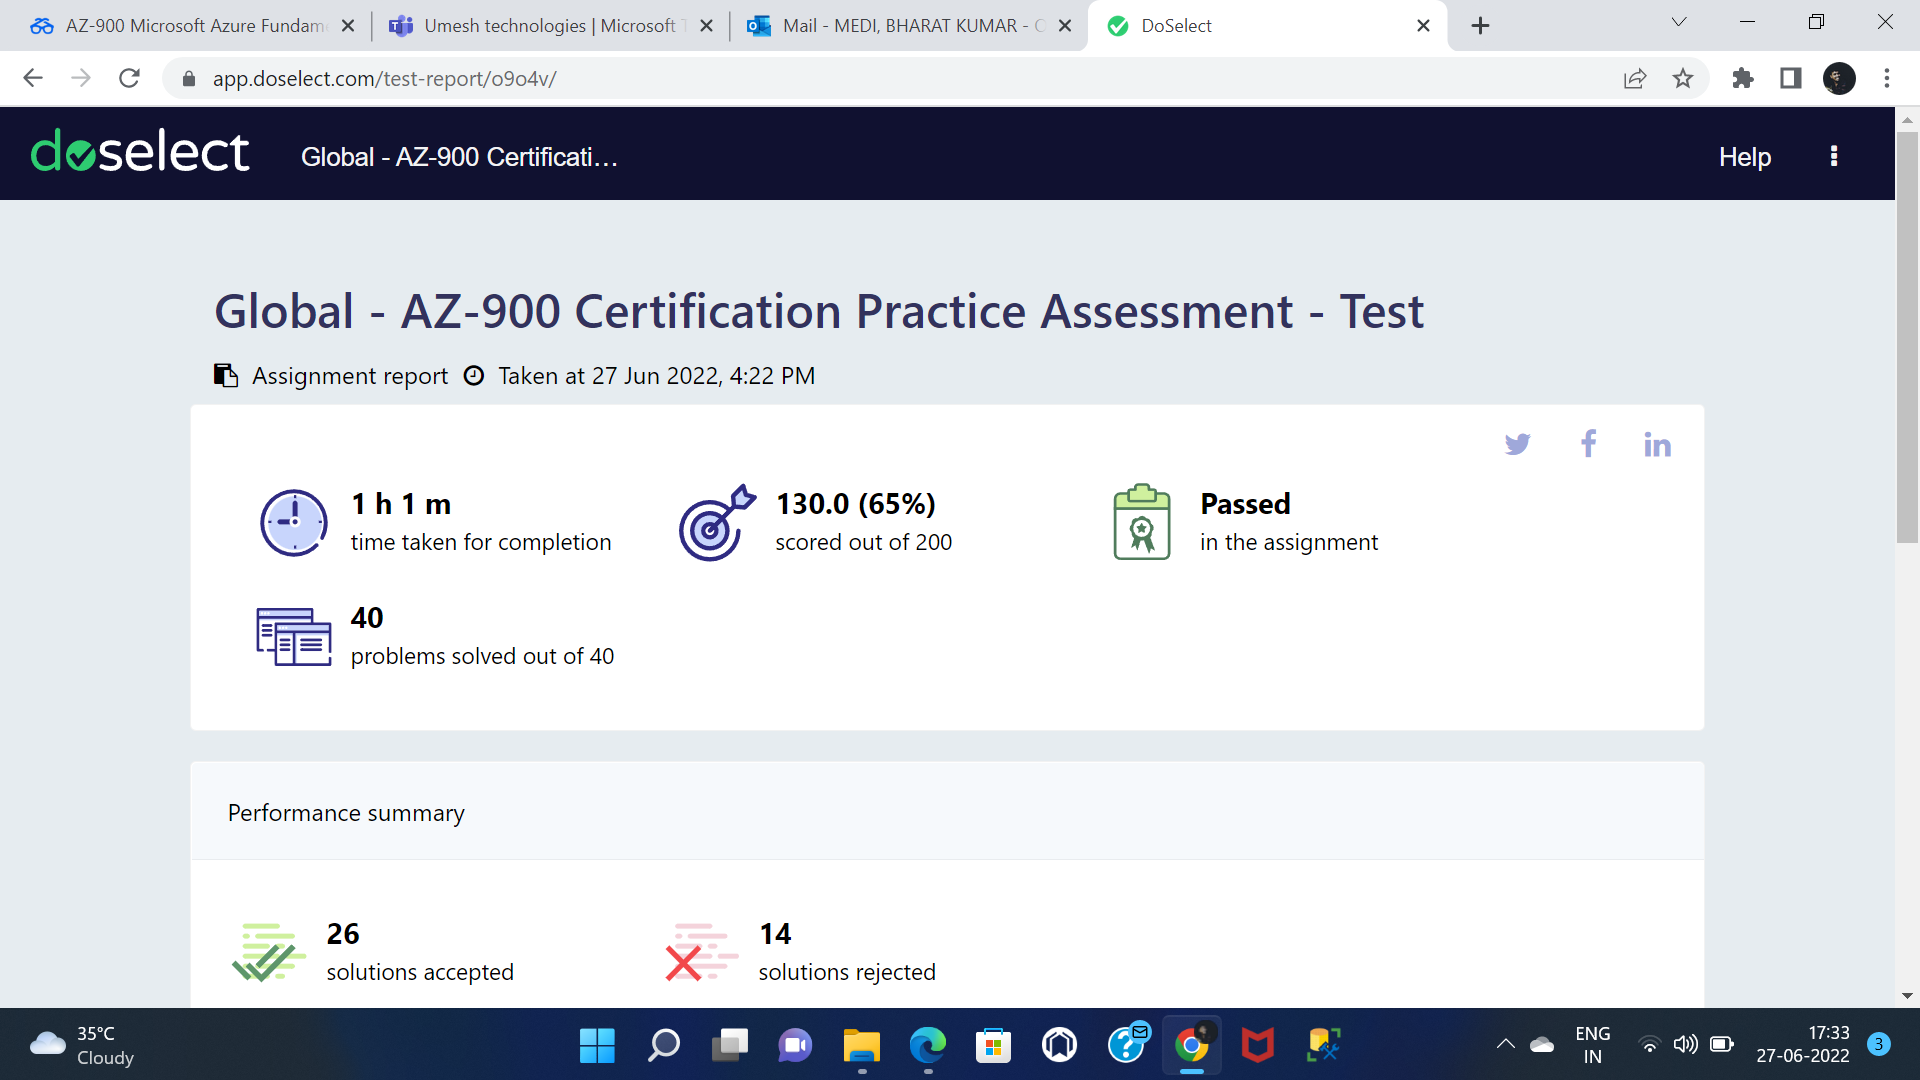 AZ-900 Microsoft Azure Fundam
Umesh technologies | Microsoft T
Mail - MEDI, BHARAT KUMAR - O
DoSelect
app.doselect.com/test-report/o9o4v/
doselect
Global - AZ-900 Certificati...
Help
Global - AZ-900 Certification Practice Assessment - Test
Assignment report
Taken at 27 Jun 2022, 4:22 PM
1 h 1 m
time taken for completion
130.0 (65%)
scored out of 200
Passed
in the assignment
40
problems solved out of 40
Performance summary
26
solutions accepted
14
solutions rejected
35°C
Cloudy
ENG
IN
17:33
27-06-2022
3